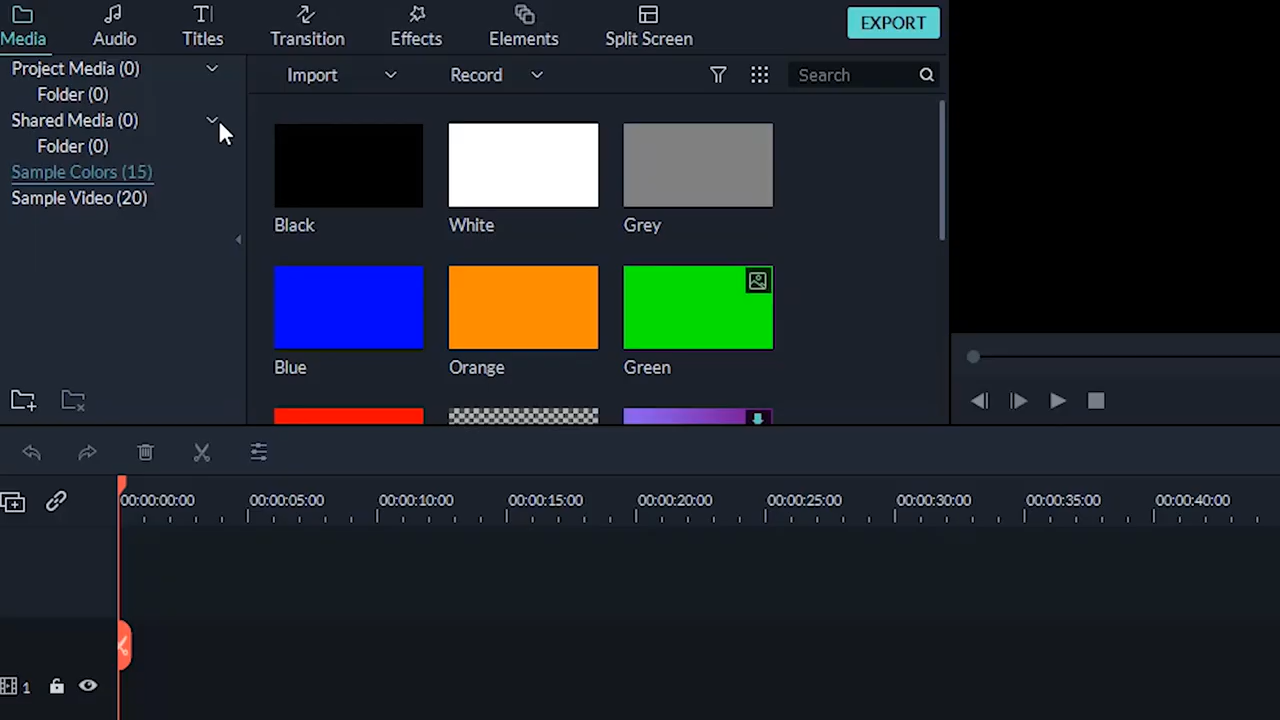 Media Audio Titles Transition Effects Elements Split Screen EXPORT
Project Media (0)
Folder (0)
Shared Media (0)
Folder (0)
Sample Colors (15)
Sample Video (20)
Import Record Search
Black White Grey
Blue Orange Green
00:00:00:00 00:00:05:00 00:00:10:00 00:00:15:00 00:00:20:00 00:00:25:00 00:00:30:00 00:00:35:00 00:00:40:00
1